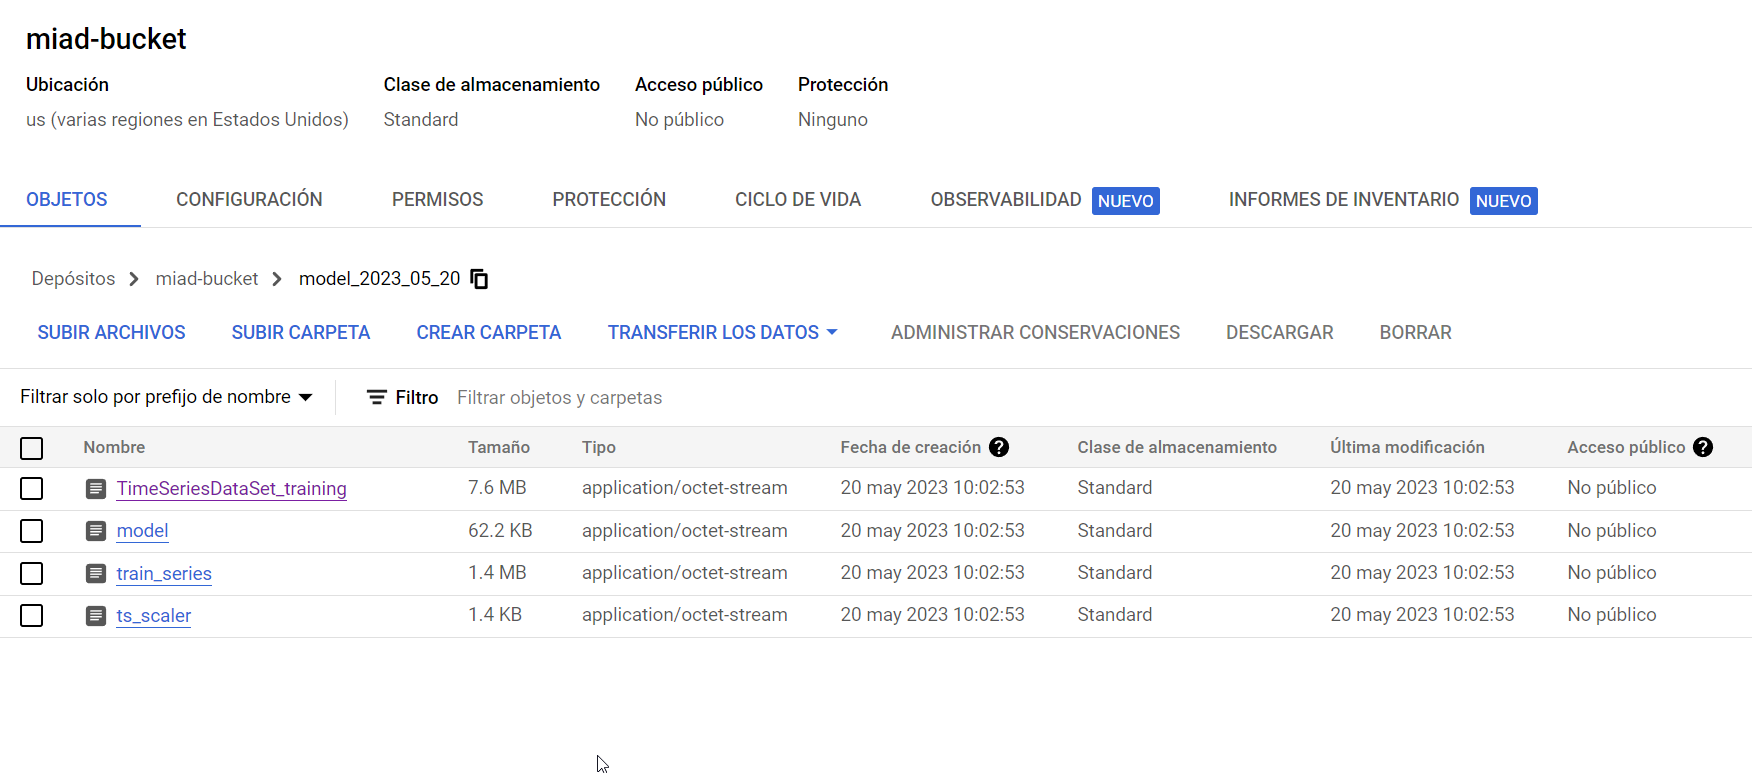 miad-bucket
Ubicación Clase de almacenamiento Acceso público Protección
us (varias regiones en Estados Unidos) Standard No público Ninguno
OBJETOS CONFIGURACIÓN PERMISOS PROTECCIÓN CICLO DE VIDA OBSERVABILIDAD NUEVO INFORMES DE INVENTARIO NUEVO
Depósitos > miad-bucket > model_2023_05_20
SUBIR ARCHIVOS SUBIR CARPETA CREAR CARPETA TRANSFERIR LOS DATOS ADMINISTRAR CONSERVACIONES DESCARGAR BORRAR
Filtrar solo por prefijo de nombre Filtro Filtrar objetos y carpetas
Nombre Tamaño Tipo Fecha de creación ? Clase de almacenamiento Última modificación Acceso público ?
TimeSeriesDataSet_training 7.6 MB application/octet-stream 20 may 2023 10:02:53 Standard 20 may 2023 10:02:53 No público
model 62.2 KB application/octet-stream 20 may 2023 10:02:53 Standard 20 may 2023 10:02:53 No público
train_series 1.4 MB application/octet-stream 20 may 2023 10:02:53 Standard 20 may 2023 10:02:53 No público
ts_scaler 1.4 KB application/octet-stream 20 may 2023 10:02:53 Standard 20 may 2023 10:02:53 No público